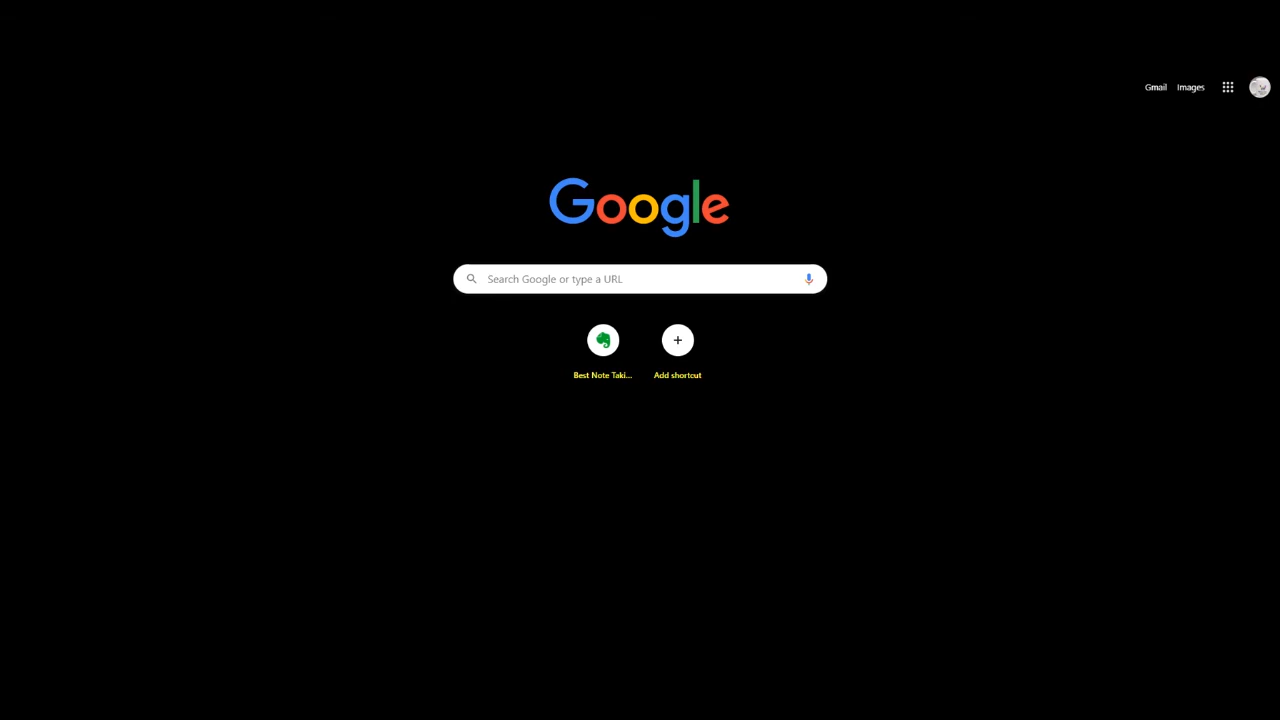 Gmail Images
Google
Search Google or type a URL
Best Note Taki...
Add shortcut